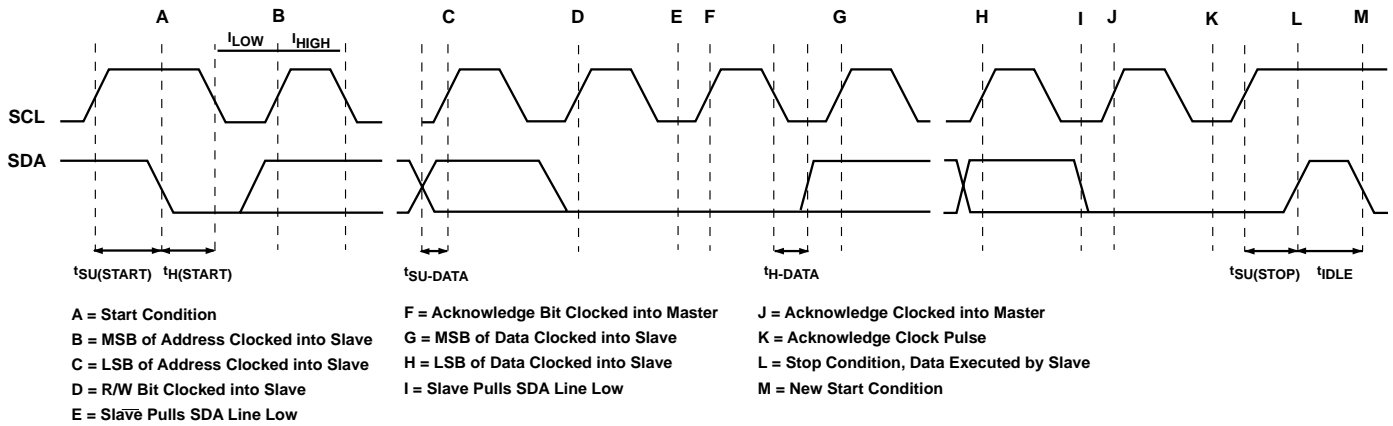 A B C D E F G H I J K L M
ILOW IHIGH
SCL
SDA
tSU(START) tH(START) tSU-DATA tH-DATA tSU(STOP) tIDLE
A = Start Condition
B = MSB of Address Clocked into Slave
C = LSB of Address Clocked into Slave
D = R/W Bit Clocked into Slave
E = Slave Pulls SDA Line Low
F = Acknowledge Bit Clocked into Master
G = MSB of Data Clocked into Slave
H = LSB of Data Clocked into Slave
I = Slave Pulls SDA Line Low
J = Acknowledge Clocked into Master
K = Acknowledge Clock Pulse
L = Stop Condition, Data Executed by Slave
M = New Start Condition